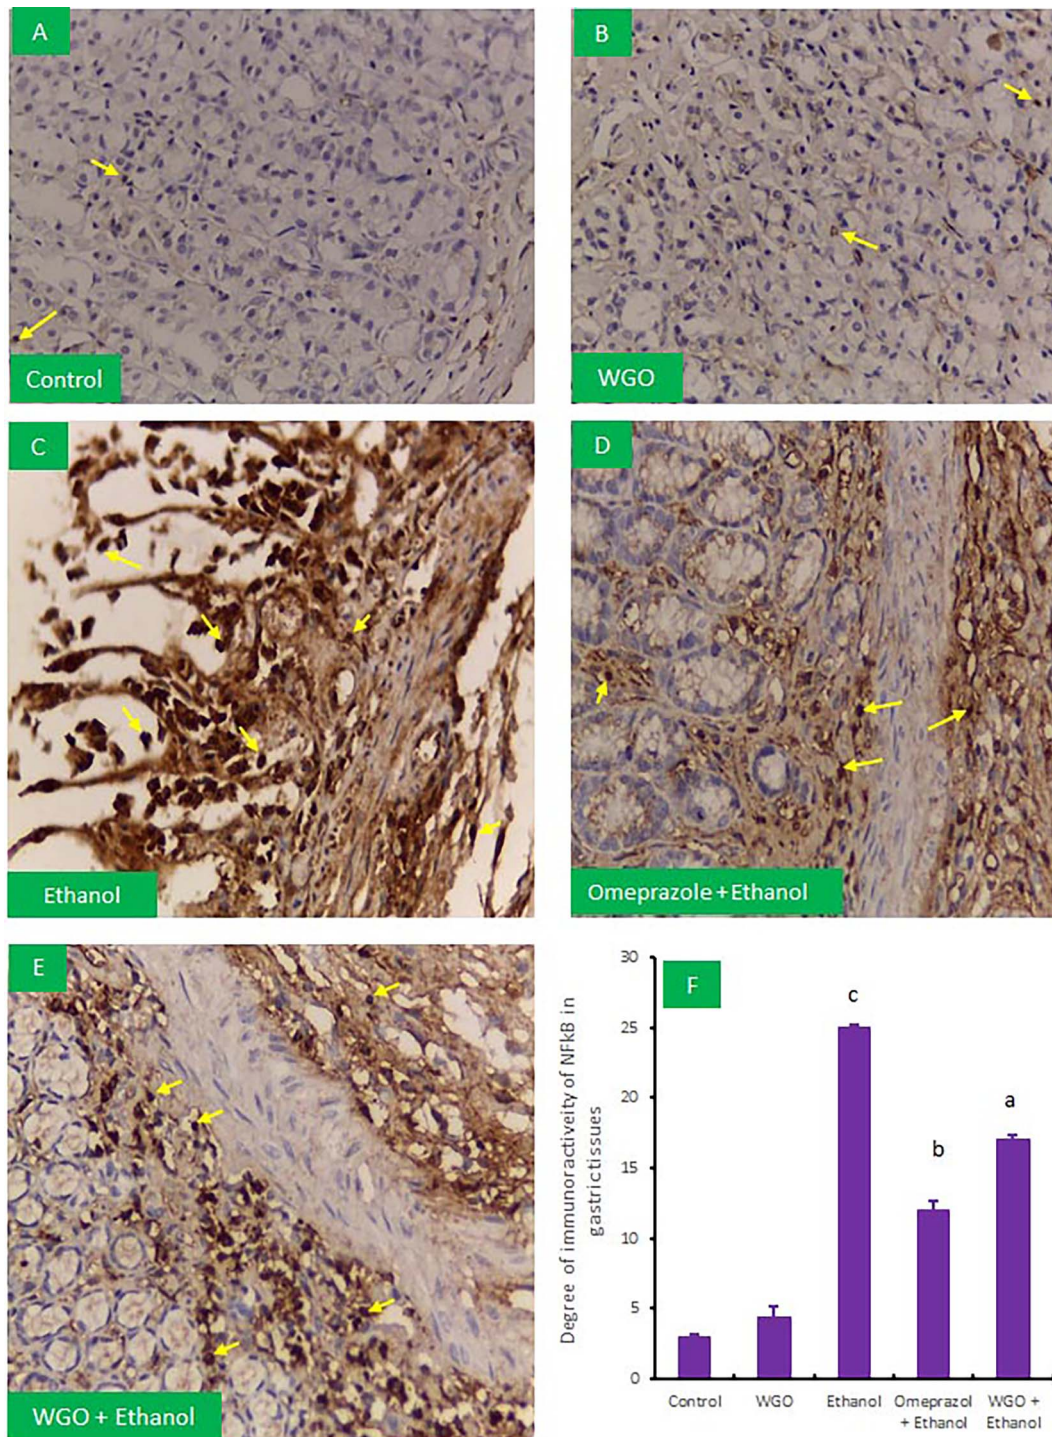 A
B
Control
WGO
C
D
Ethanol
Omeprazole + Ethanol
E
WGO + Ethanol
F
Degree of immunoractiveity of NFkB in
gastrictissues
30
25
20
15
10
5
0
c
b
a
Control
WGO
Ethanol
Omeprazol
+ Ethanol
WGO +
Ethanol